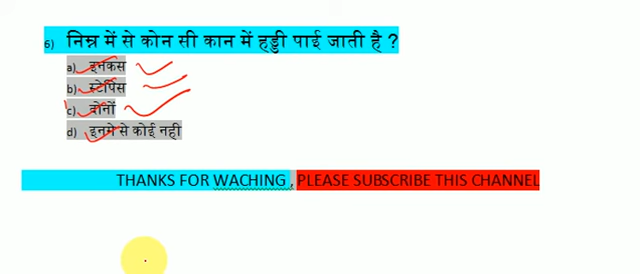 6) निम्न में से कोन सी कान में हड्डी पाई जाती है ?
a) इनकस
b) स्टेपिस
c) दोनों
d) इनमे से कोई नही
THANKS FOR WACHING , PLEASE SUBSCRIBE THIS CHANNEL